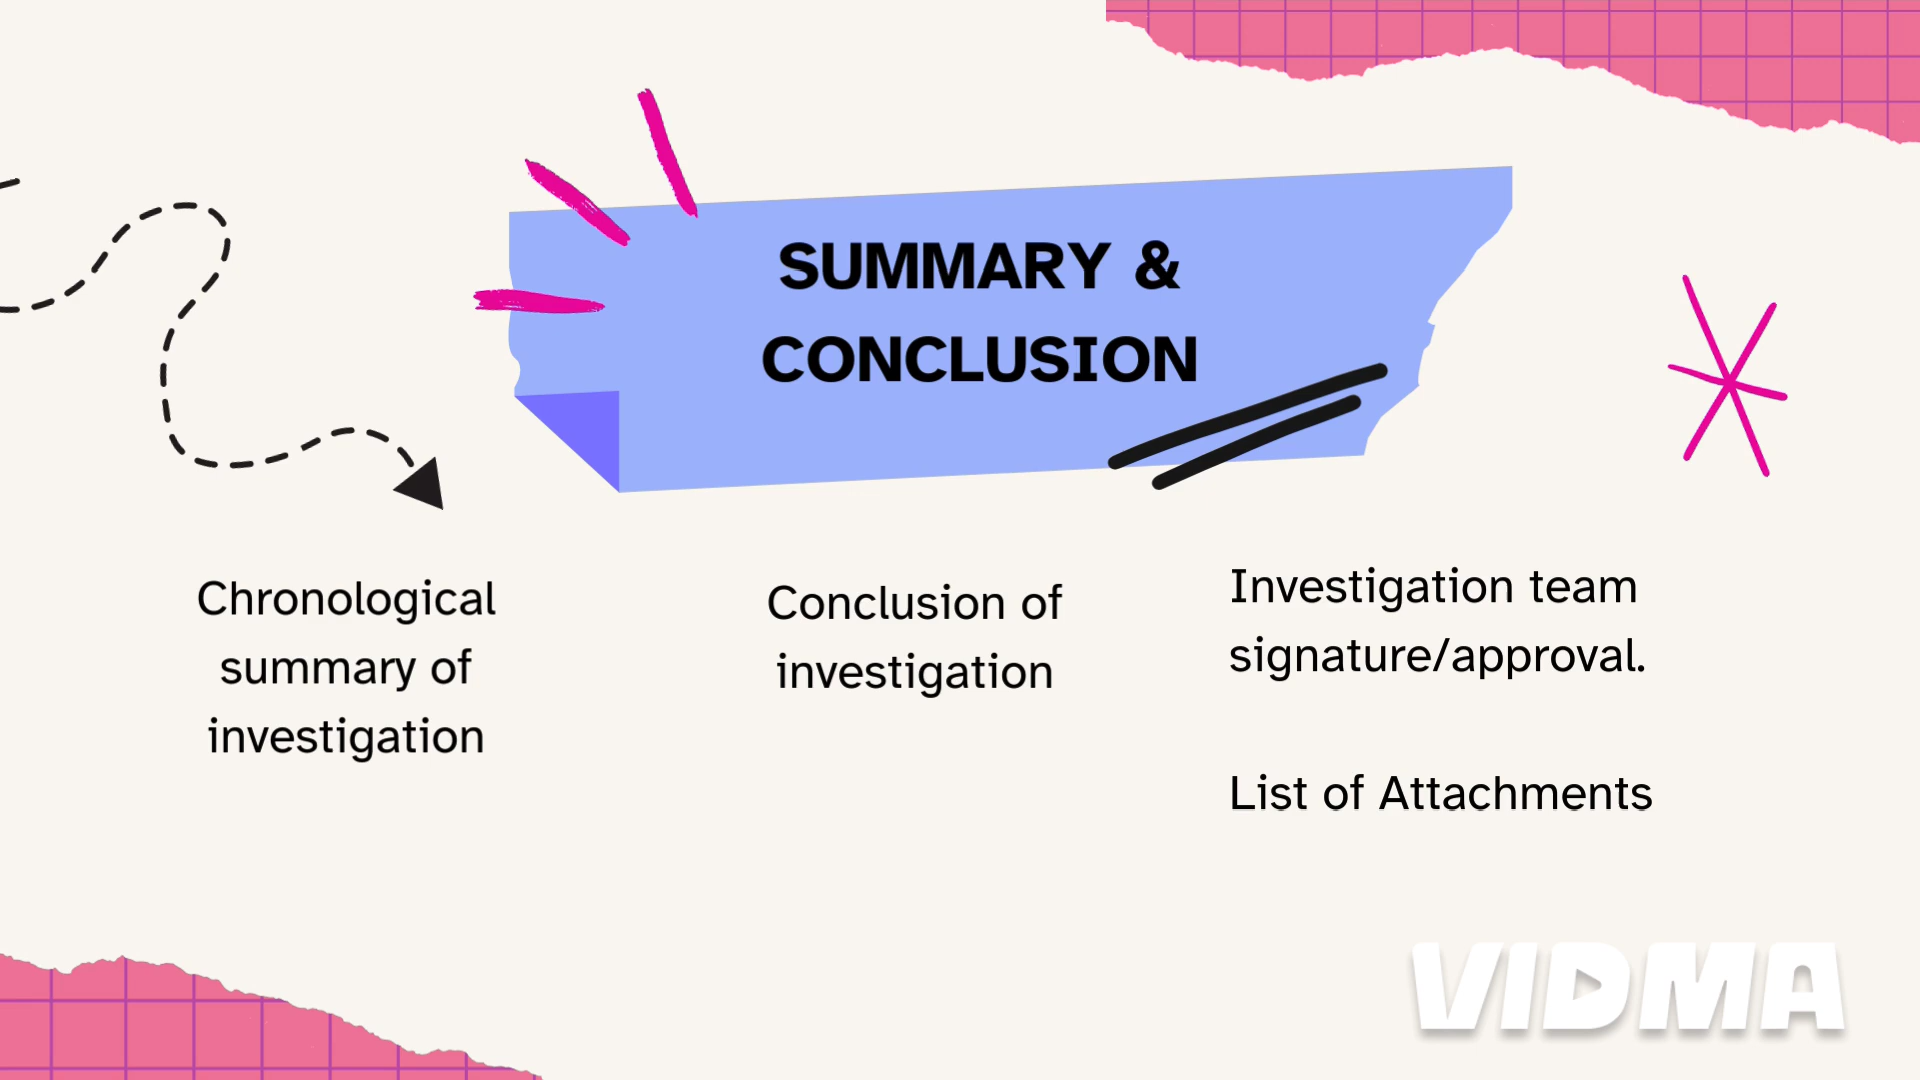 SUMMARY &
CONCLUSION
Chronological
summary of
investigation
Conclusion of
investigation
Investigation team
signature/approval.
List of Attachments
VIDMA